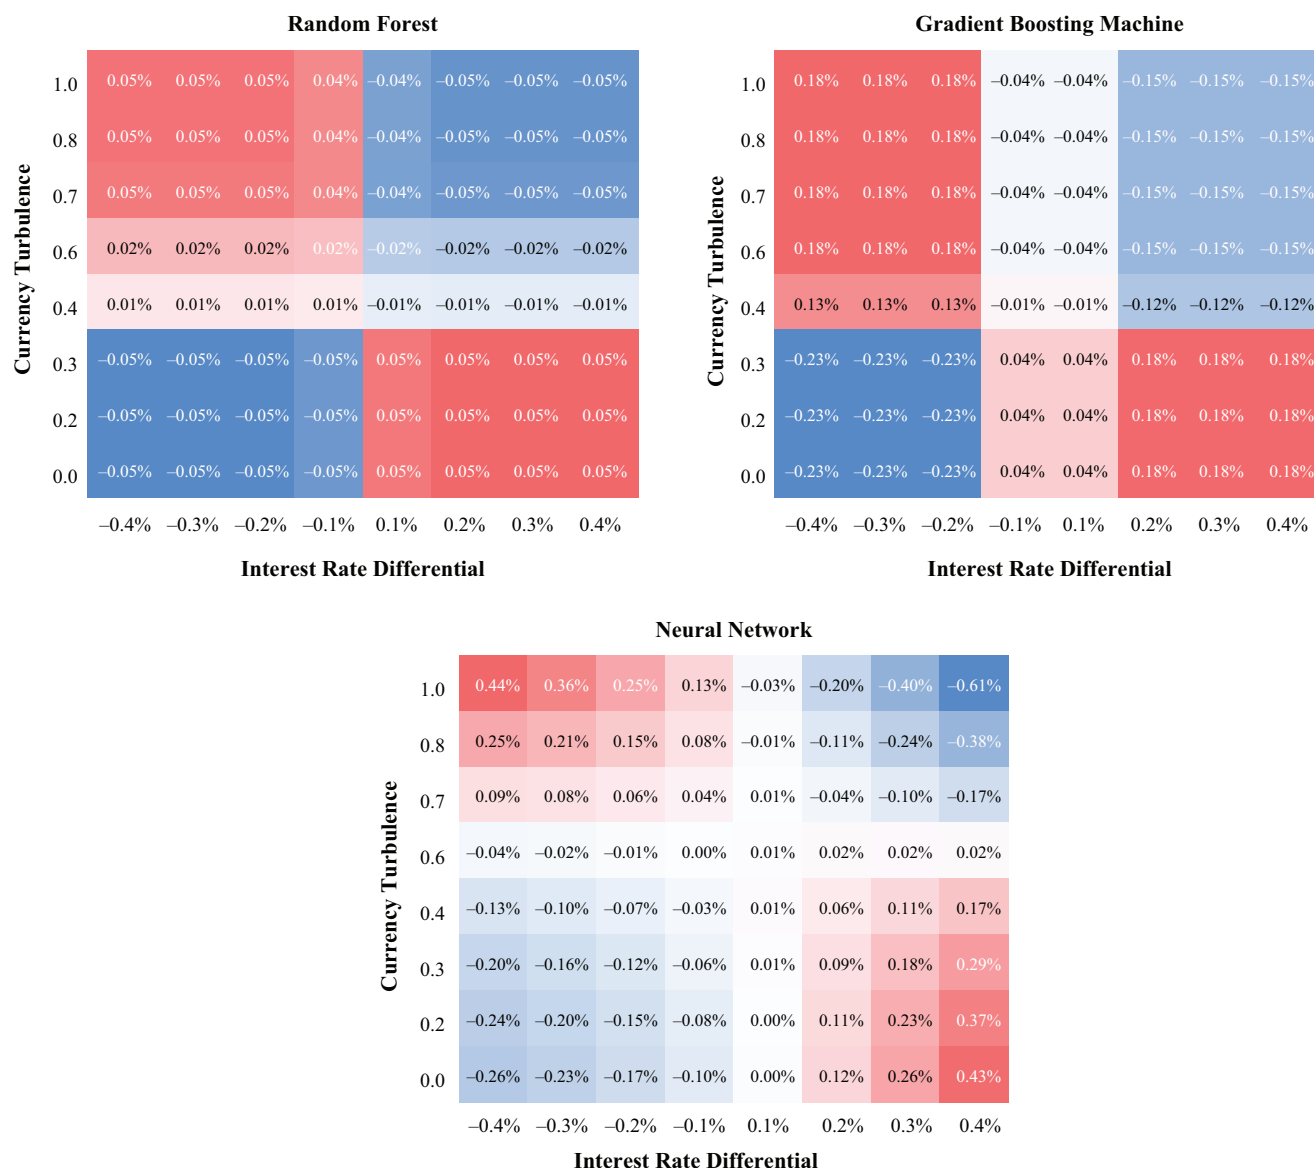 Random Forest
Currency Turbulence
1.0 0.05% 0.05% 0.05% 0.04% –0.04% –0.05% –0.05% –0.05%
0.8 0.05% 0.05% 0.05% 0.04% –0.04% –0.05% –0.05% –0.05%
0.7 0.05% 0.05% 0.05% 0.04% –0.04% –0.05% –0.05% –0.05%
0.6 0.02% 0.02% 0.02% 0.02% –0.02% –0.02% –0.02% –0.02%
0.4 0.01% 0.01% 0.01% 0.01% –0.01% –0.01% –0.01% –0.01%
0.3 –0.05% –0.05% –0.05% –0.05% 0.05% 0.05% 0.05% 0.05%
0.2 –0.05% –0.05% –0.05% –0.05% 0.05% 0.05% 0.05% 0.05%
0.0 –0.05% –0.05% –0.05% –0.05% 0.05% 0.05% 0.05% 0.05%
–0.4% –0.3% –0.2% –0.1% 0.1% 0.2% 0.3% 0.4%
Interest Rate Differential
Gradient Boosting Machine
Currency Turbulence
1.0 0.18% 0.18% 0.18% –0.04% –0.04% –0.15% –0.15% –0.15%
0.8 0.18% 0.18% 0.18% –0.04% –0.04% –0.15% –0.15% –0.15%
0.7 0.18% 0.18% 0.18% –0.04% –0.04% –0.15% –0.15% –0.15%
0.6 0.18% 0.18% 0.18% –0.04% –0.04% –0.15% –0.15% –0.15%
0.4 0.13% 0.13% 0.13% –0.01% –0.01% –0.12% –0.12% –0.12%
0.3 –0.23% –0.23% –0.23% 0.04% 0.04% 0.18% 0.18% 0.18%
0.2 –0.23% –0.23% –0.23% 0.04% 0.04% 0.18% 0.18% 0.18%
0.0 –0.23% –0.23% –0.23% 0.04% 0.04% 0.18% 0.18% 0.18%
–0.4% –0.3% –0.2% –0.1% 0.1% 0.2% 0.3% 0.4%
Interest Rate Differential
Neural Network
Currency Turbulence
1.0 0.44% 0.36% 0.25% 0.13% –0.03% –0.20% –0.40% –0.61%
0.8 0.25% 0.21% 0.15% 0.08% –0.01% –0.11% –0.24% –0.38%
0.7 0.09% 0.08% 0.06% 0.04% 0.01% –0.04% –0.10% –0.17%
0.6 –0.04% –0.02% –0.01% 0.00% 0.01% 0.02% 0.02% 0.02%
0.4 –0.13% –0.10% –0.07% –0.03% 0.01% 0.06% 0.11% 0.17%
0.3 –0.20% –0.16% –0.12% –0.06% 0.01% 0.09% 0.18% 0.29%
0.2 –0.24% –0.20% –0.15% –0.08% 0.00% 0.11% 0.23% 0.37%
0.0 –0.26% –0.23% –0.17% –0.10% 0.00% 0.12% 0.26% 0.43%
–0.4% –0.3% –0.2% –0.1% 0.1% 0.2% 0.3% 0.4%
Interest Rate Differential